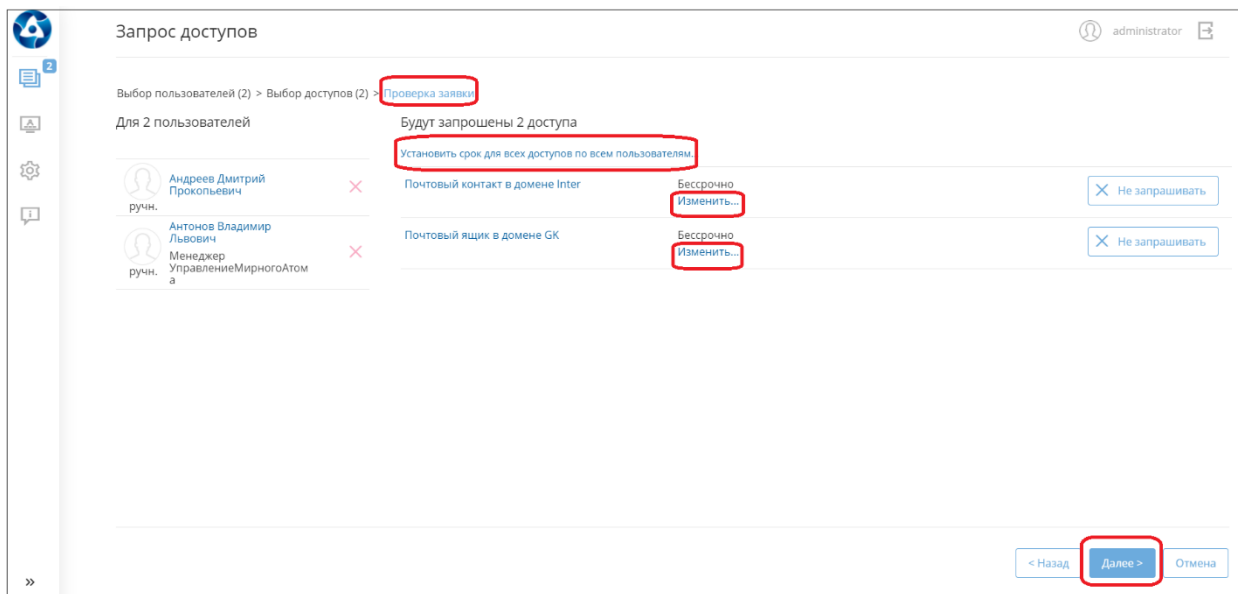 Запрос доступов
administrator
2
Выбор пользователей (2) > Выбор доступов (2) > Проверка заявки
Для 2 пользователей
Будут запрошены 2 доступа
Установить срок для всех доступов по всем пользователям.
Андреев Дмитрий
Прокопьевич
ручн.
Почтовый контакт в домене Inter
Бессрочно
Изменить...
Не запрашивать
Антонов Владимир
Львович
Менеджер
УправлениеМирногоАтом
а
ручн.
Почтовый ящик в домене GK
Бессрочно
Изменить...
Не запрашивать
< Назад
Далее >
Отмена
»